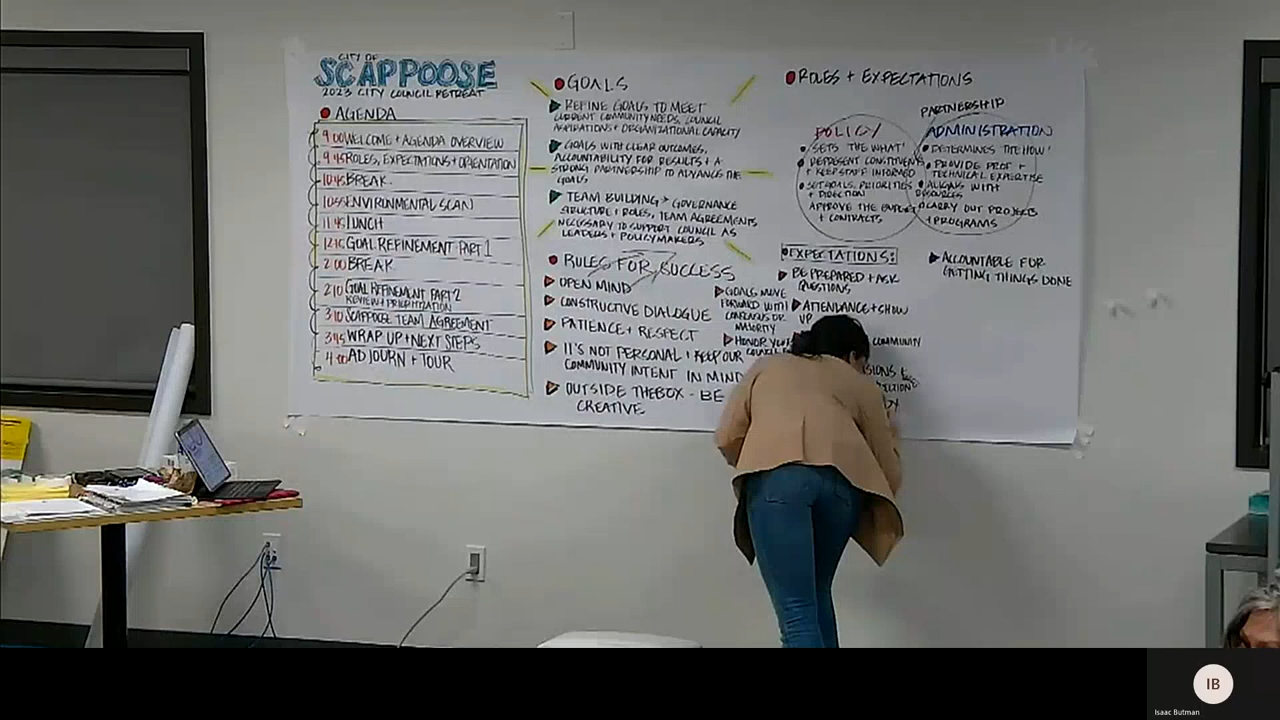 CITY OF
SCAPPOOSE
2023 CITY COUNCIL RETREAT
AGENDA
9:00 WELCOME + AGENDA OVERVIEW
9:45 ROLES, EXPECTATIONS + ORIENTATION
10:45 BREAK
10:55 ENVIRONMENTAL SCAN
11:45 LUNCH
12:15 GOAL REFINEMENT PART 1
2:00 BREAK
2:10 GOAL REFINEMENT PART 2
REVIEW + PRIORITIZATION
3:10 SCAPPOOSE TEAM AGREEMENT
3:45 WRAP UP + NEXT STEPS
4:00 ADJOURN + TOUR
GOALS
REFINE GOALS TO MEET
CURRENT COMMUNITY NEEDS, COUNCIL
ASPIRATIONS + ORGANIZATIONAL CAPACITY
GOALS WITH CLEAR OUTCOMES,
ACCOUNTABILITY FOR RESULTS + A
STRONG PARTNERSHIP TO ADVANCE THE
GOALS
TEAM BUILDING > GOVERNANCE
STRUCTURE + ROLES, TEAM AGREEMENTS
NECESSARY TO SUPPORT COUNCIL AS
LEADERS + POLICYMAKERS
RULES FOR SUCCESS
OPEN MIND
CONSTRUCTIVE DIALOGUE
PATIENCE + RESPECT
IT'S NOT PERSONAL + KEEP OUR
COMMUNITY INTENT IN MIND
OUTSIDE THE BOX - BE
CREATIVE
GOALS MOVE
FORWARD WITH
CONSENSUS OR
MAJORITY
HONOR YOUR
ROLES + EXPECTATIONS
PARTNERSHIP
POLICY
SETS 'THE WHAT'
REPRESENT CONSTITUENTS
+ KEEP STAFF INFORMED
SET GOALS, PRIORITIES
+ DIRECTION
APPROVE THE BUDGET
+ CONTRACTS
ADMINISTRATION
DETERMINES 'THE HOW'
PROVIDE PROF +
TECHNICAL EXPERTISE
ALIGNS WITH
RESOURCES
CARRY OUT PROJECTS
+ PROGRAMS
EXPECTATIONS:
BE PREPARED + ASK
QUESTIONS
ATTENDANCE + SHOW
UP
COMMUNITY
ACCOUNTABLE FOR
GETTING THINGS DONE
IB
Isaac Butman